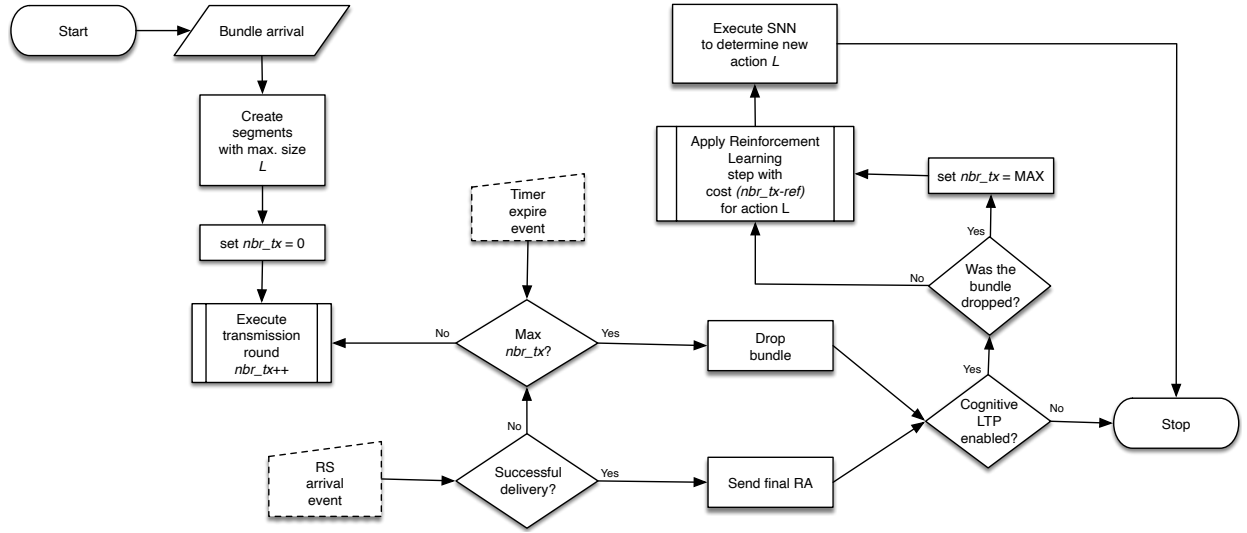 Start
Bundle arrival
Create
segments
with max. size
L
set nbr_tx = 0
Execute
transmission
round
nbr_tx++
Timer
expire
event
Max
nbr_tx?
No
Yes
RS
arrival
event
Successful
delivery?
No
Yes
Drop
bundle
Send final RA
Cognitive
LTP
enabled?
Yes
No
Stop
Was the
bundle
dropped?
Yes
No
set nbr_tx = MAX
Apply Reinforcement
Learning
step with
cost (nbr_tx-ref)
for action L
Execute SNN
to determine new
action L